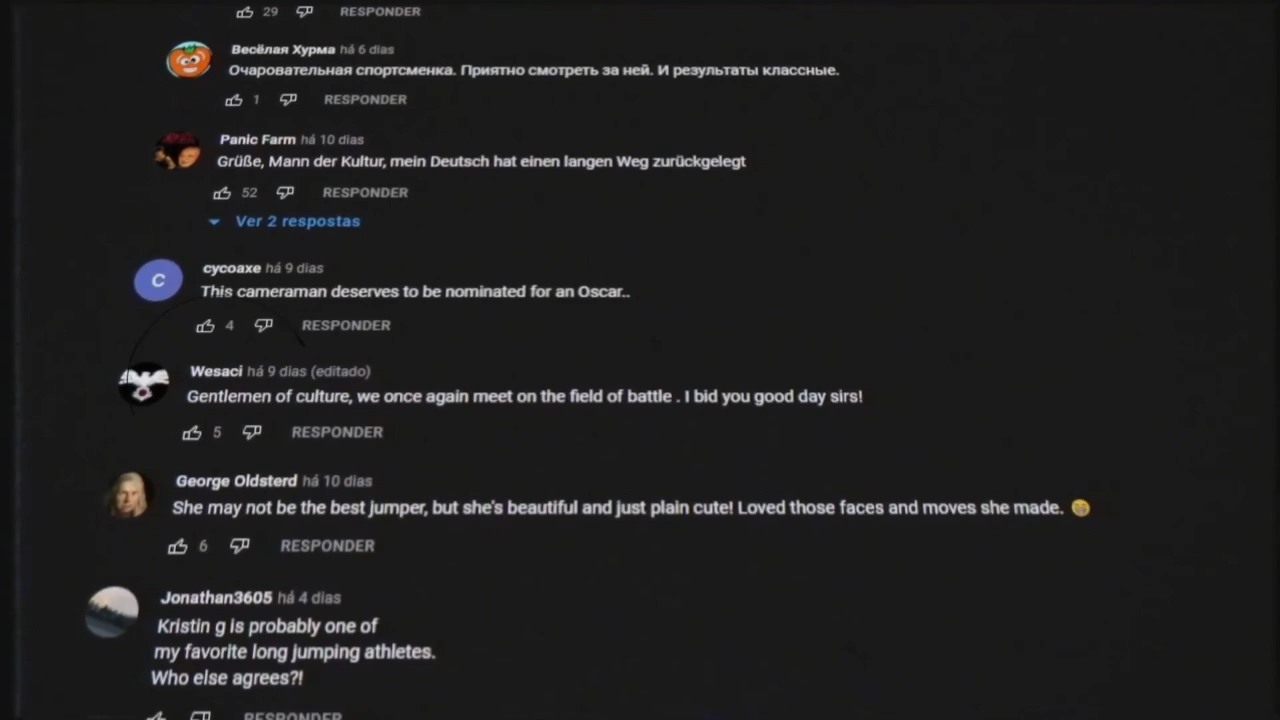 29 RESPONDER
Весёлая Хурма há 6 dias
Очаровательная спортсменка. Приятно смотреть за ней. И результаты классные.
1 RESPONDER
Panic Farm há 10 dias
Grüße, Mann der Kultur, mein Deutsch hat einen langen Weg zurückgelegt
52 RESPONDER
Ver 2 respostas
C
cycoaxe há 9 dias
This cameraman deserves to be nominated for an Oscar..
4 RESPONDER
Wesaci há 9 dias (editado)
Gentlemen of culture, we once again meet on the field of battle . I bid you good day sirs!
5 RESPONDER
George Oldsterd há 10 dias
She may not be the best jumper, but she's beautiful and just plain cute! Loved those faces and moves she made. 😁
6 RESPONDER
Jonathan3605 há 4 dias
Kristin g is probably one of
my favorite long jumping athletes.
Who else agrees?!
RESPONDER